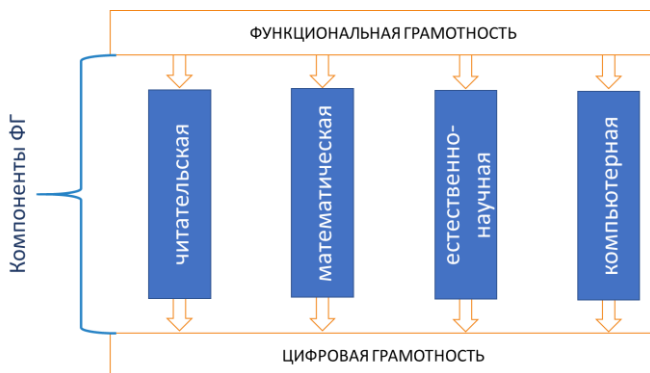 ФУНКЦИОНАЛЬНАЯ ГРАМОТНОСТЬ
Компоненты ФГ
читательская
математическая
естественно-
научная
компьютерная
ЦИФРОВАЯ ГРАМОТНОСТЬ